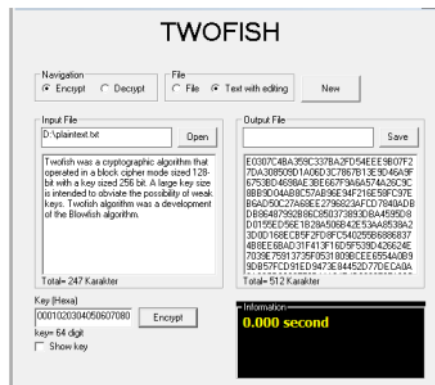 TWOFISH
Navigation
Encrypt
Decrypt
File
File
Text with editing
New
Input File
D:\plaintext.txt
Open
Twofish was a cryptographic algorithm that
operated in a block cipher mode sized 128-
bit with a key sized 256 bit. A large key size
is intended to obviate the possibility of weak
keys. Twofish algorithm was a development
of the Blowfish algorithm.
Total= 247 Karakter
Output File
Save
E0307C4BA359C337BA2FD54EEE9B07F2
7DA308509D1A06D3C7867B13E9D46A9F
6753BD4698AE3BE667F9A6A574A26C9C
8BB9D04AB8C57AB96E94F216E58FC97E
B6AD50C27A68EE2796823AFCD7840ADB
DB86487992B86C850373893DBA4595D8
D0155ED56E1B28A506B42E53AA8538A2
3D0D168ECB5F2FD8FC540255B6886837
4B8EE6BAD31F413F16D5F539D426624E
7039E75913735F0531809BCEE6554A0B9
9DB57FCD91ED9473E84452D77DECA0A
Total= 512 Karakter
Key (Hexa)
0001020304050607080
Encrypt
key= 64 digit
Show key
Information
0.000 second